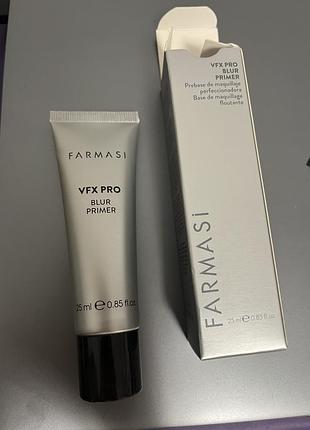 FARMASi
VFX PRO
BLUR
PRIMER
25 ml e 0.85 fl.oz.
VFX PRO
BLUR
PRIMER
Prebase de maquillaje
perfeccionadora
Base de maquillage
floutante
FARMASi
25 ml e 0.85 fl.oz.